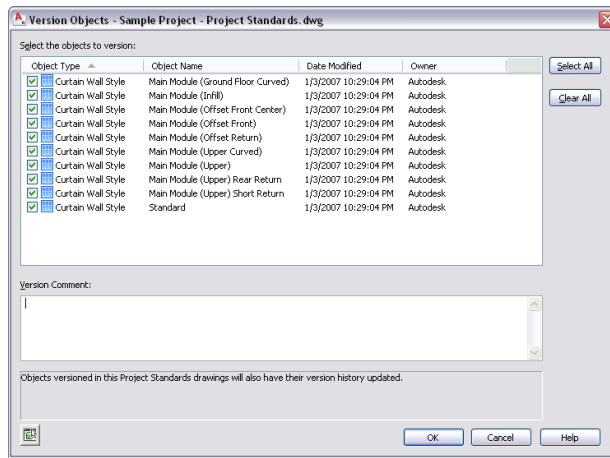 Version Objects - Sample Project - Project Standards.dwg
Select the objects to version:
Object Type Object Name Date Modified Owner
Curtain Wall Style Main Module (Ground Floor Curved) 1/3/2007 10:29:04 PM Autodesk
Curtain Wall Style Main Module (Infill) 1/3/2007 10:29:04 PM Autodesk
Curtain Wall Style Main Module (Offset Front Center) 1/3/2007 10:29:04 PM Autodesk
Curtain Wall Style Main Module (Offset Front) 1/3/2007 10:29:04 PM Autodesk
Curtain Wall Style Main Module (Offset Return) 1/3/2007 10:29:04 PM Autodesk
Curtain Wall Style Main Module (Upper Curved) 1/3/2007 10:29:04 PM Autodesk
Curtain Wall Style Main Module (Upper) 1/3/2007 10:29:04 PM Autodesk
Curtain Wall Style Main Module (Upper) Rear Return 1/3/2007 10:29:04 PM Autodesk
Curtain Wall Style Main Module (Upper) Short Return 1/3/2007 10:29:04 PM Autodesk
Curtain Wall Style Standard 1/3/2007 10:29:04 PM Autodesk
Select All
Clear All
Version Comment:
Objects versioned in this Project Standards drawings will also have their version history updated.
OK Cancel Help